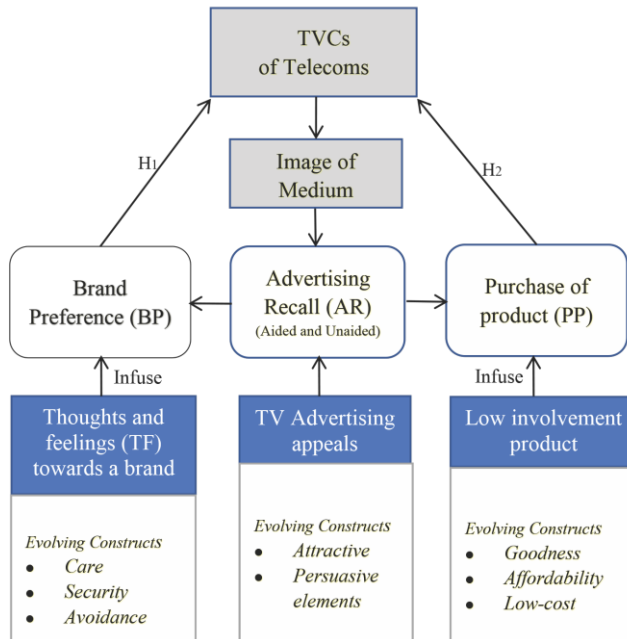 TVCs
of Telecoms
H1
Image of
Medium
H2
Brand
Preference (BP)
Advertising
Recall (AR)
(Aided and Unaided)
Purchase of
product (PP)
Infuse
Infuse
Thoughts and
feelings (TF)
towards a brand
TV Advertising
appeals
Low involvement
product
Evolving Constructs
● Care
● Security
● Avoidance
Evolving Constructs
● Attractive
● Persuasive
elements
Evolving Constructs
● Goodness
● Affordability
● Low-cost